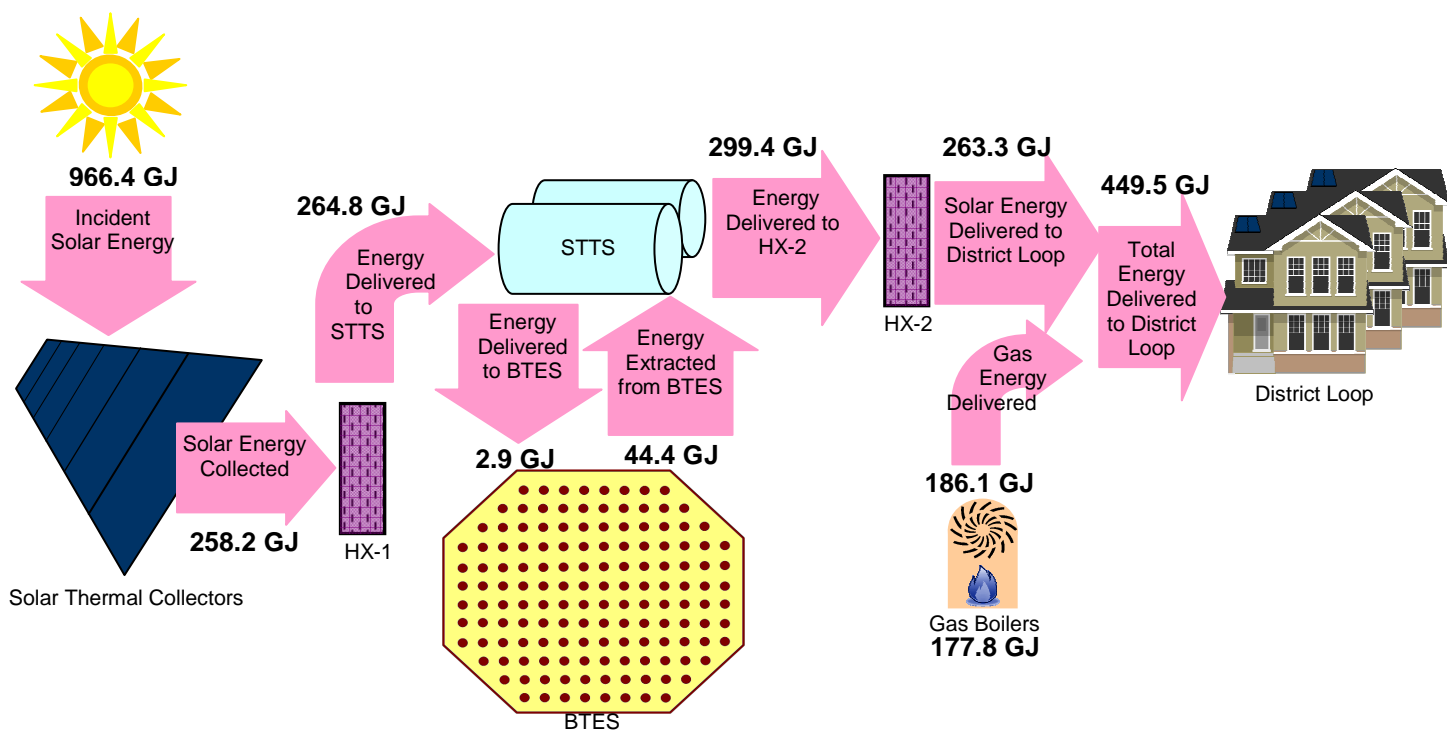 966.4 GJ
Incident
Solar Energy
Solar Thermal Collectors
Solar Energy
Collected
258.2 GJ
HX-1
264.8 GJ
Energy
Delivered
to
STTS
STTS
Energy
Delivered
to BTES
2.9 GJ
Energy
Extracted
from BTES
44.4 GJ
BTES
299.4 GJ
Energy
Delivered to
HX-2
HX-2
263.3 GJ
Solar Energy
Delivered to
District Loop
Gas
Energy
Delivered
186.1 GJ
Gas Boilers
177.8 GJ
449.5 GJ
Total
Energy
Delivered
to District
Loop
District Loop